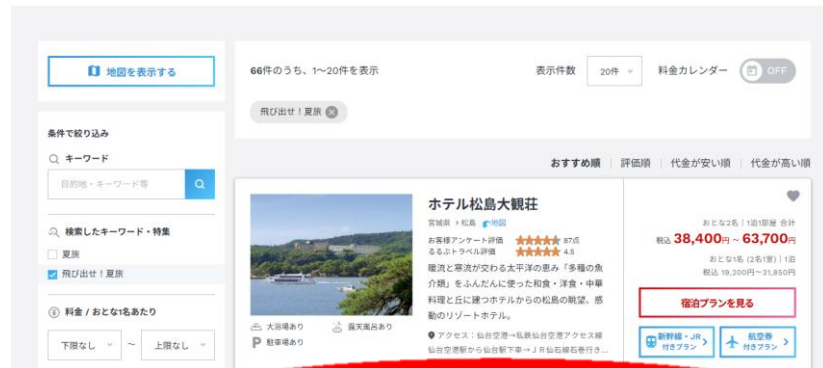 地図を表示する
66件のうち、1〜20件を表示
表示件数
20件
料金カレンダー
OFF
飛び出せ!夏旅
条件で絞り込み
キーワード
目的地・キーワード等
検索したキーワード・特集
夏旅
飛び出せ!夏旅
料金 / おとな1名あたり
下限なし
〜
上限なし
おすすめ順
評価順
代金が安い順
代金が高い順
ホテル松島大観荘
宮城県 > 松島 地図
お客様アンケート評価 87点
るるぶトラベル評価 4.5
暖流と寒流が交わる太平洋の恵み「多種の魚
介類」をふんだんに使った和食・洋食・中華
料理と丘に建つホテルからの松島の眺望、感
動のリゾートホテル。
アクセス:仙台空港→私鉄仙台空港アクセス線
仙台空港駅から仙台駅下車→JR仙石線石巻行き...
大浴場あり
露天風呂あり
駐車場あり
おとな2名|1泊1部屋 合計
税込 38,400円 〜 63,700円
おとな1名 (2名1室)|1泊
税込 19,200円〜31,850円
宿泊プランを見る
新幹線・JR
付きプラン
航空券
付きプラン